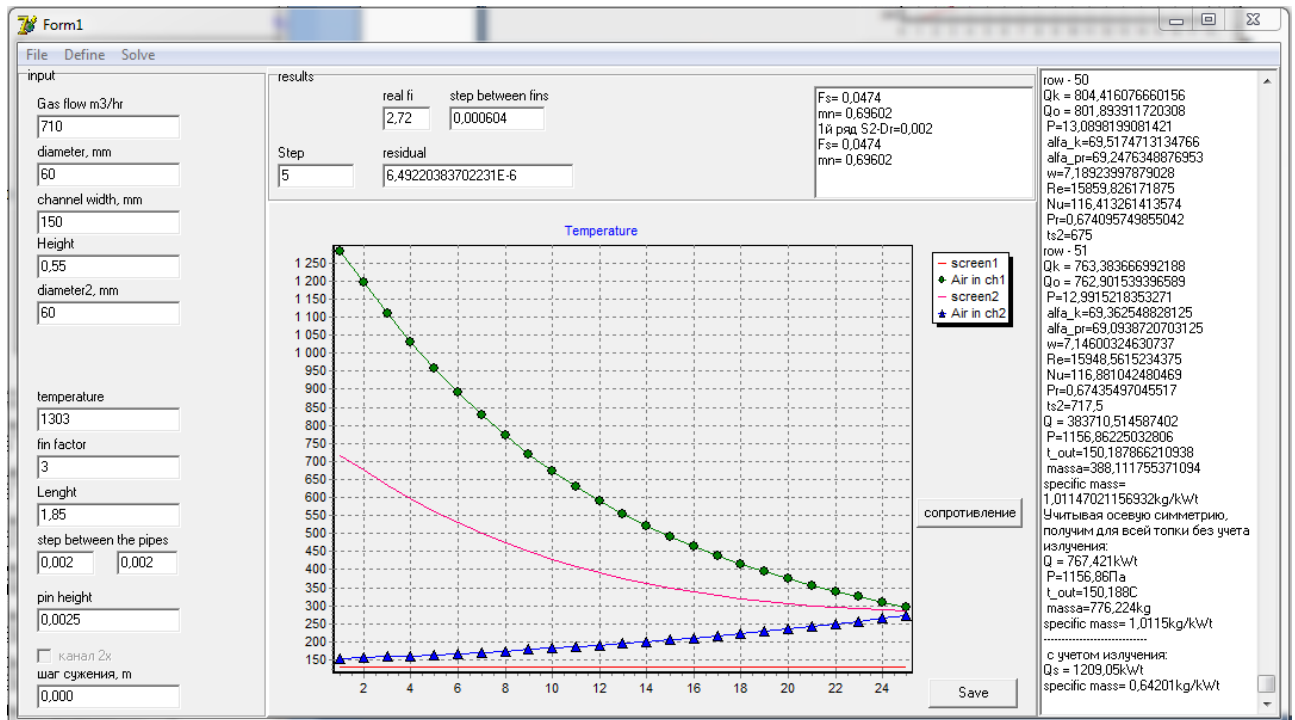 Form1
File Define Solve
input
Gas flow m3/hr
710
diameter, mm
60
channel width, mm
150
Height
0,55
diameter2, mm
60
temperature
1303
fin factor
3
Lenght
1,85
step between the pipes
0,002 0,002
pin height
0,0025
канал 2x
шаг сужения, m
0,000
results
real fi step between fins
2,72 0,000604
Step residual
5 6,49220383702231E-6
Fs= 0,0474
mn= 0,69602
1й ряд S2-Dr=0,002
Fs= 0,0474
mn= 0,69602
Temperature
1 250
1 200
1 150
1 100
1 050
1 000
950
900
850
800
750
700
650
600
550
500
450
400
350
300
250
200
150
2 4 6 8 10 12 14 16 18 20 22 24
screen1
Air in ch1
screen2
Air in ch2
сопротивление
Save
row - 50
Qk = 804,416076660156
Qo = 801,893911720308
P=13,0898199081421
alfa_k=69,5174713134766
alfa_pr=69,2476348876953
w=7,18923997879028
Re=15859,826171875
Nu=116,413261413574
Pr=0,674095749855042
ts2=675
row - 51
Qk = 763,383666992188
Qo = 762,901539396589
P=12,9915218353271
alfa_k=69,362548828125
alfa_pr=69,0938720703125
w=7,14600324630737
Re=15948,5615234375
Nu=116,881042480469
Pr=0,67435497045517
ts2=717,5
Q = 383710,514587402
P=1156,86225032806
t_out=150,187866210938
massa=388,111755371094
specific mass=
1,01147021156932kg/kWt
Учитывая осевую симметрию,
получим для всей топки без учета
излучения:
Q = 767,421kWt
P=1156,86Па
t_out=150,188C
massa=776,224kg
specific mass= 1,0115kg/kWt
--------------------------
с учетом излучения:
Qs = 1209,05kWt
specific mass= 0,64201kg/kWt